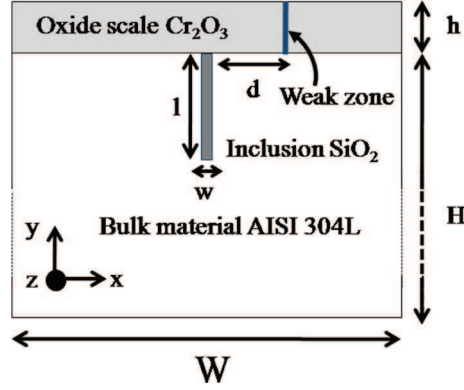 Oxide scale Cr₂O₃
h
l
d
Weak zone
Inclusion SiO₂
w
Bulk material AISI 304L
H
y
z
x
W